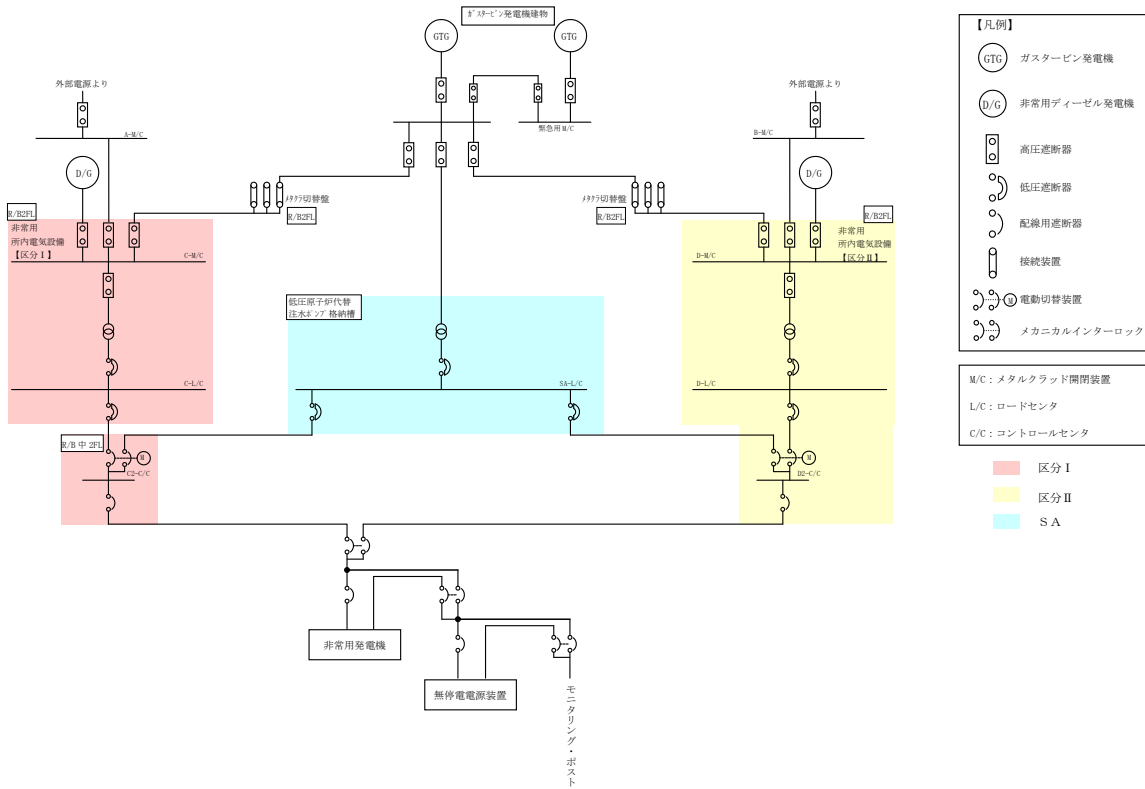 ｶﾞｽﾀｰﾋﾞﾝ発電機建物
GTG
GTG
外部電源より
外部電源より
A-M/C
緊急用M/C
B-M/C
D/G
D/G
ﾒﾀｸﾗ切替盤
R/B2FL
ﾒﾀｸﾗ切替盤
R/B2FL
R/B2FL
非常用
所内電気設備
【区分Ⅰ】
C-M/C
R/B2FL
非常用
所内電気設備
【区分Ⅱ】
D-M/C
低圧原子炉代替
注水ﾎﾟﾝﾌﾟ格納槽
C-L/C
SA-L/C
D-L/C
R/B 中 2FL
M
C2-C/C
M
D2-C/C
非常用発電機
無停電電源装置
モニタリング・ポスト
【凡例】
GTG ガスタービン発電機
D/G 非常用ディーゼル発電機
高圧遮断器
低圧遮断器
配線用遮断器
接続装置
M 電動切替装置
メカニカルインターロック
M/C：メタルクラッド開閉装置
L/C：ロードセンタ
C/C：コントロールセンタ
区分Ⅰ
区分Ⅱ
ＳＡ